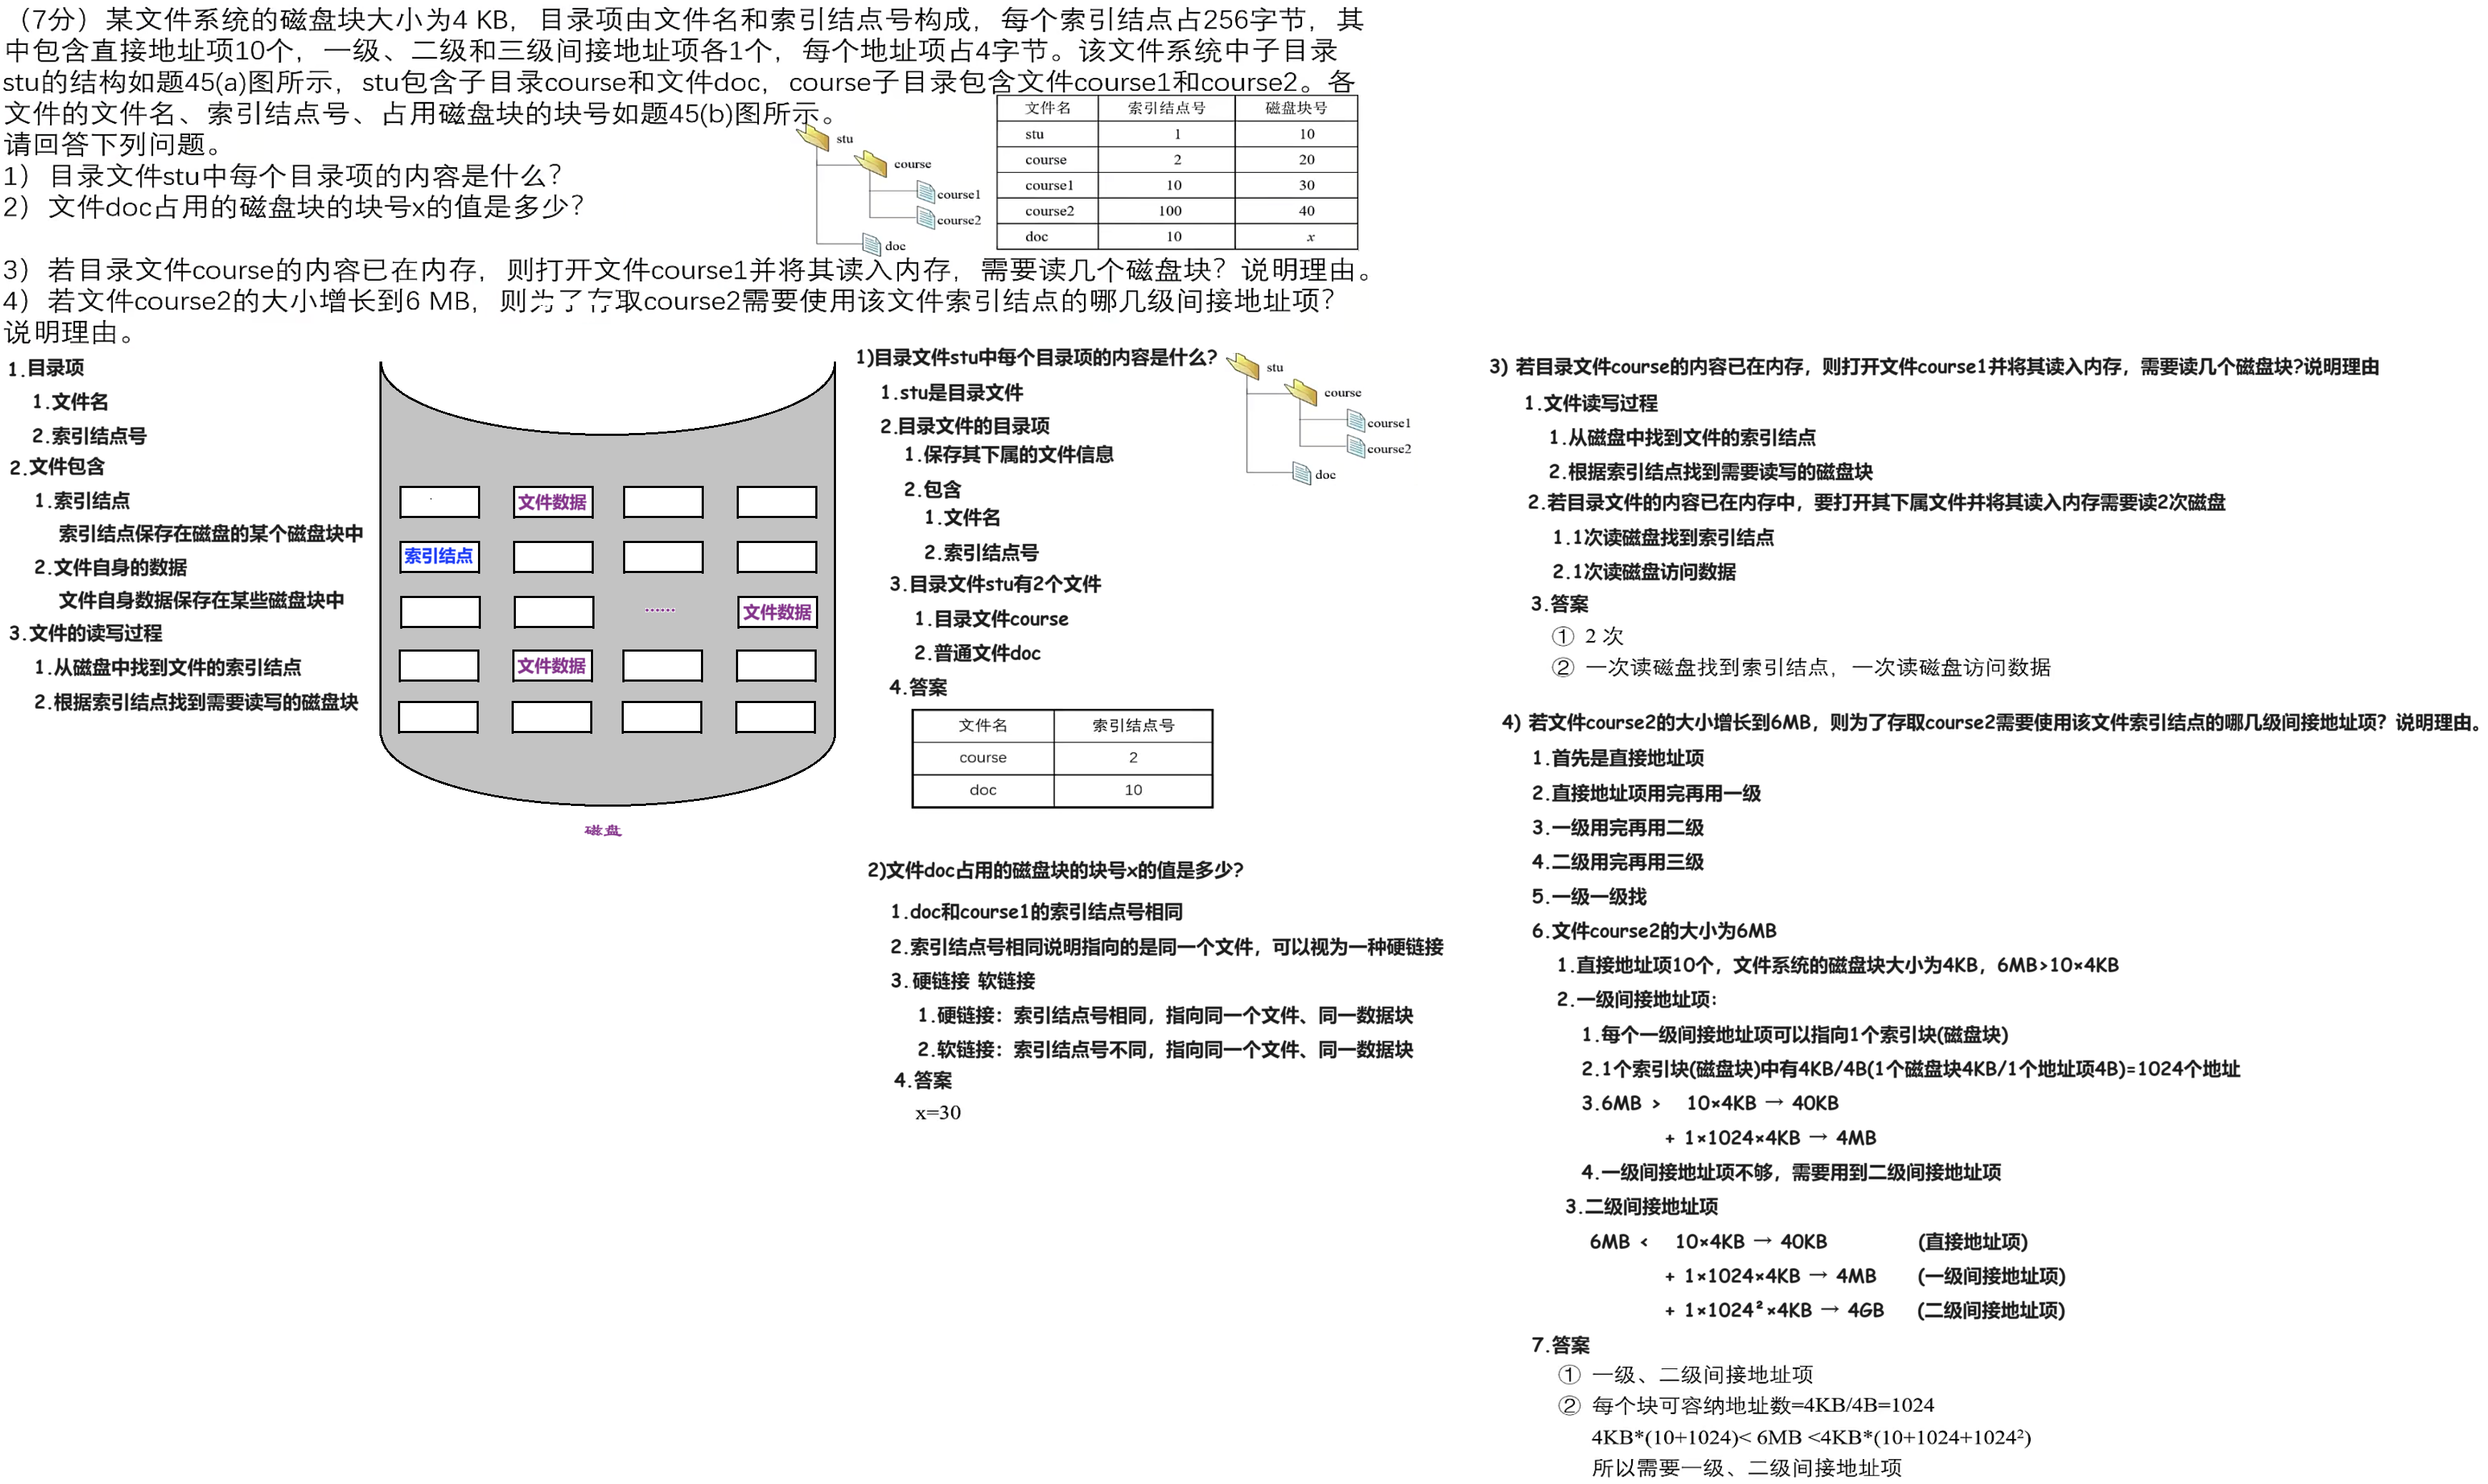 （7分）某文件系统的磁盘块大小为4 KB，目录项由文件名和索引结点号构成，每个索引结点占256字节，其
中包含直接地址项10个，一级、二级和三级间接地址项各1个，每个地址项占4字节。该文件系统中子目录
stu的结构如题45(a)图所示，stu包含子目录course和文件doc，course子目录包含文件course1和course2。各
文件的文件名、索引结点号、占用磁盘块的块号如题45(b)图所示。
请回答下列问题。
1）目录文件stu中每个目录项的内容是什么？
2）文件doc占用的磁盘块的块号x的值是多少？
stu
course
course1
course2
doc
文件名 索引结点号 磁盘块号
stu 1 10
course 2 20
course1 10 30
course2 100 40
doc 10 x
3）若目录文件course的内容已在内存，则打开文件course1并将其读入内存，需要读几个磁盘块？说明理由。
4）若文件course2的大小增长到6 MB，则为了存取course2需要使用该文件索引结点的哪几级间接地址项？
说明理由。
1.目录项
1.文件名
2.索引结点号
2.文件包含
1.索引结点
索引结点保存在磁盘的某个磁盘块中
2.文件自身的数据
文件自身数据保存在某些磁盘块中
3.文件的读写过程
1.从磁盘中找到文件的索引结点
2.根据索引结点找到需要读写的磁盘块
文件数据
索引结点
…… 文件数据
文件数据
磁盘
1)目录文件stu中每个目录项的内容是什么?
1.stu是目录文件
2.目录文件的目录项
1.保存其下属的文件信息
2.包含
1.文件名
2.索引结点号
3.目录文件stu有2个文件
1.目录文件course
2.普通文件doc
4.答案
stu
course
course1
course2
doc
文件名 索引结点号
course 2
doc 10
2)文件doc占用的磁盘块的块号x的值是多少?
1.doc和course1的索引结点号相同
2.索引结点号相同说明指向的是同一个文件，可以视为一种硬链接
3.硬链接 软链接
1.硬链接：索引结点号相同，指向同一个文件、同一数据块
2.软链接：索引结点号不同，指向同一个文件、同一数据块
4.答案
x=30
3) 若目录文件course的内容已在内存，则打开文件course1并将其读入内存，需要读几个磁盘块?说明理由
1.文件读写过程
1.从磁盘中找到文件的索引结点
2.根据索引结点找到需要读写的磁盘块
2.若目录文件的内容已在内存中，要打开其下属文件并将其读入内存需要读2次磁盘
1.1次读磁盘找到索引结点
2.1次读磁盘访问数据
3.答案
① 2 次
② 一次读磁盘找到索引结点，一次读磁盘访问数据
4) 若文件course2的大小增长到6MB，则为了存取course2需要使用该文件索引结点的哪几级间接地址项？说明理由。
1.首先是直接地址项
2.直接地址项用完再用一级
3.一级用完再用二级
4.二级用完再用三级
5.一级一级找
6.文件course2的大小为6MB
1.直接地址项10个，文件系统的磁盘块大小为4KB，6MB>10×4KB
2.一级间接地址项：
1.每个一级间接地址项可以指向1个索引块(磁盘块)
2.1个索引块(磁盘块)中有4KB/4B(1个磁盘块4KB/1个地址项4B)=1024个地址
3.6MB > 10×4KB → 40KB
+ 1×1024×4KB → 4MB
4.一级间接地址项不够，需要用到二级间接地址项
3.二级间接地址项
6MB < 10×4KB → 40KB (直接地址项)
+ 1×1024×4KB → 4MB (一级间接地址项)
+ 1×1024²×4KB → 4GB (二级间接地址项)
7.答案
① 一级、二级间接地址项
② 每个块可容纳地址数=4KB/4B=1024
4KB*(10+1024)< 6MB <4KB*(10+1024+1024²)
所以需要一级、二级间接地址项